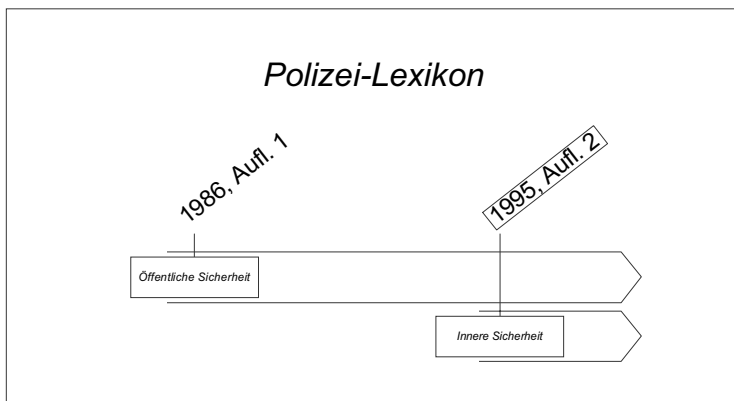 Polizei-Lexikon
1986, Aufl. 1
1995, Aufl. 2
Öffentliche Sicherheit
Innere Sicherheit